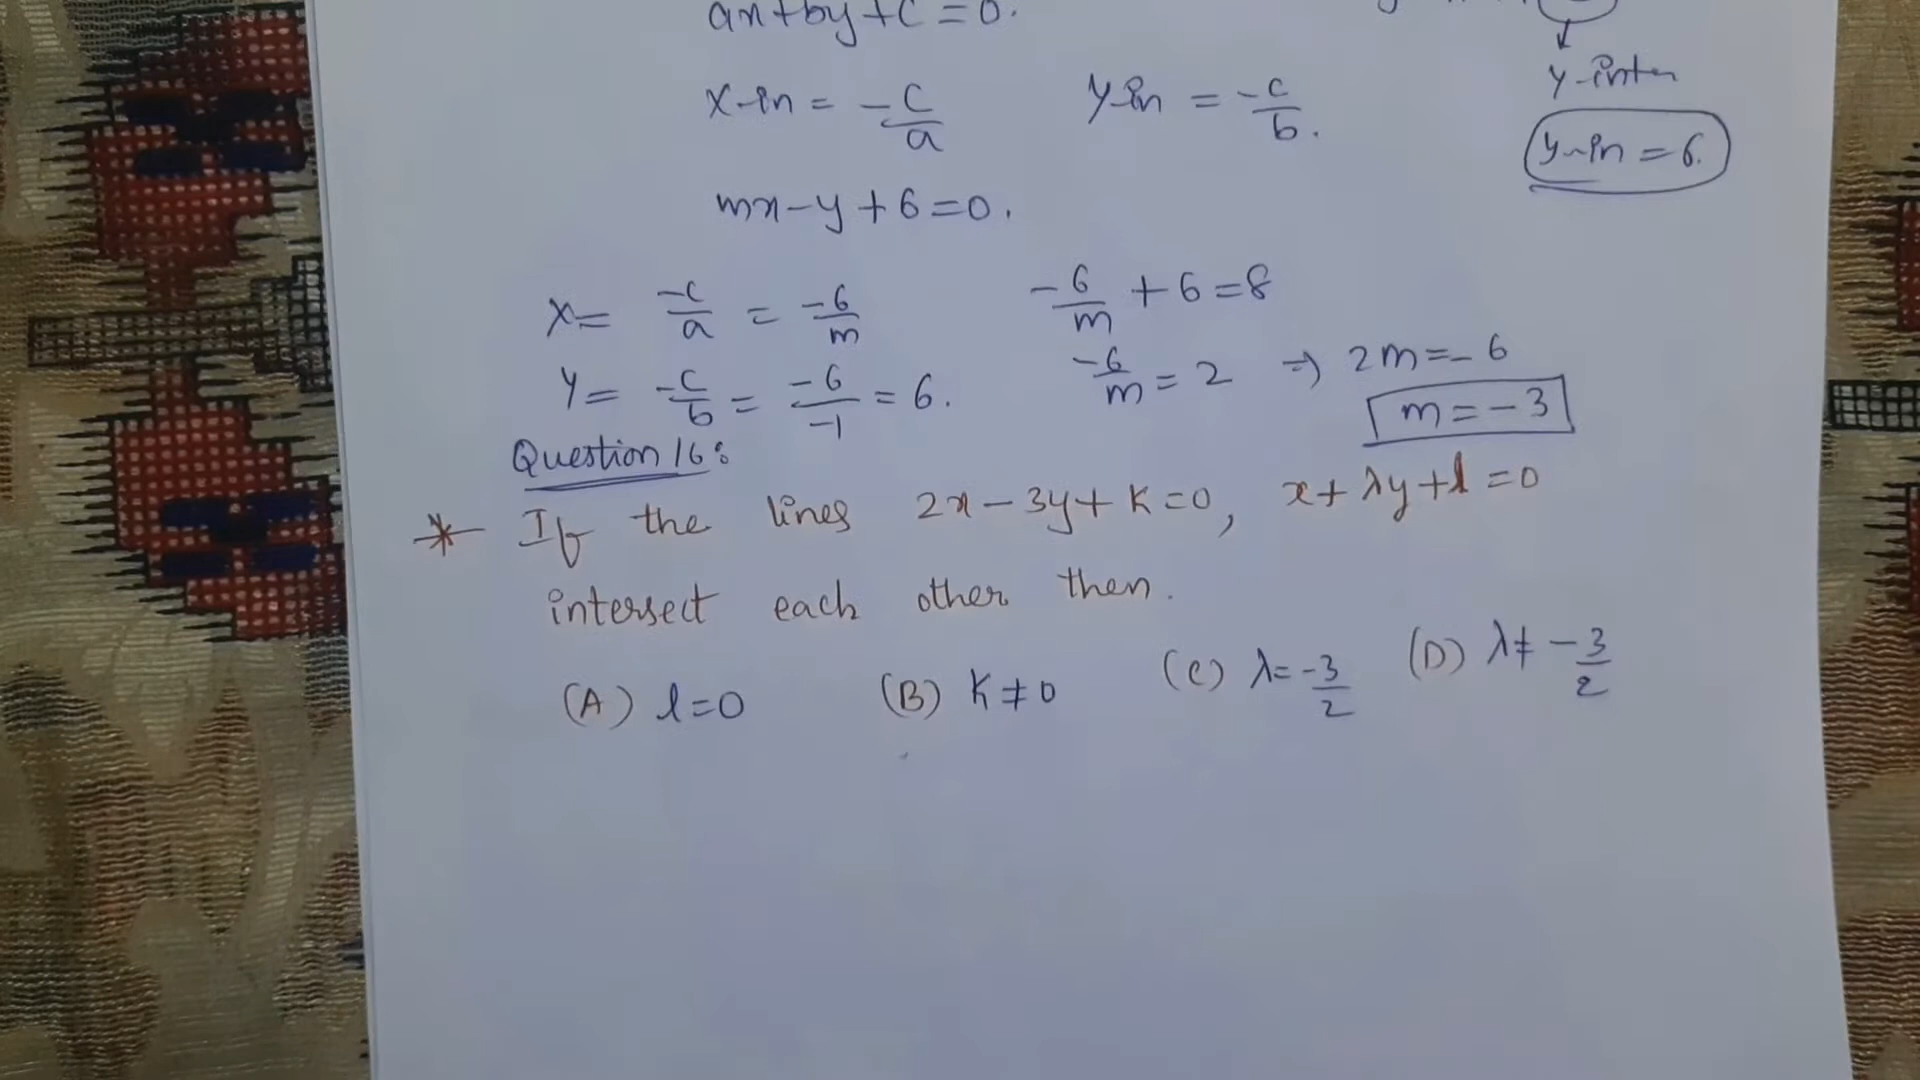 ax+by+c=0.
y-inter
x-in = -c/a y-in = -c/b.
y-in = 6.
mx-y+6=0.
x= -c/a = -6/m -6/m +6=8
y= -c/b = -6/-1 = 6. -6/m = 2 ⇒ 2m=-6
m=-3
Question 16:
* If the lines 2x-3y+k=0, x+λy+l=0
intersect each other then.
(A) l=0 (B) k≠0 (C) λ=-3/2 (D) λ≠-3/2